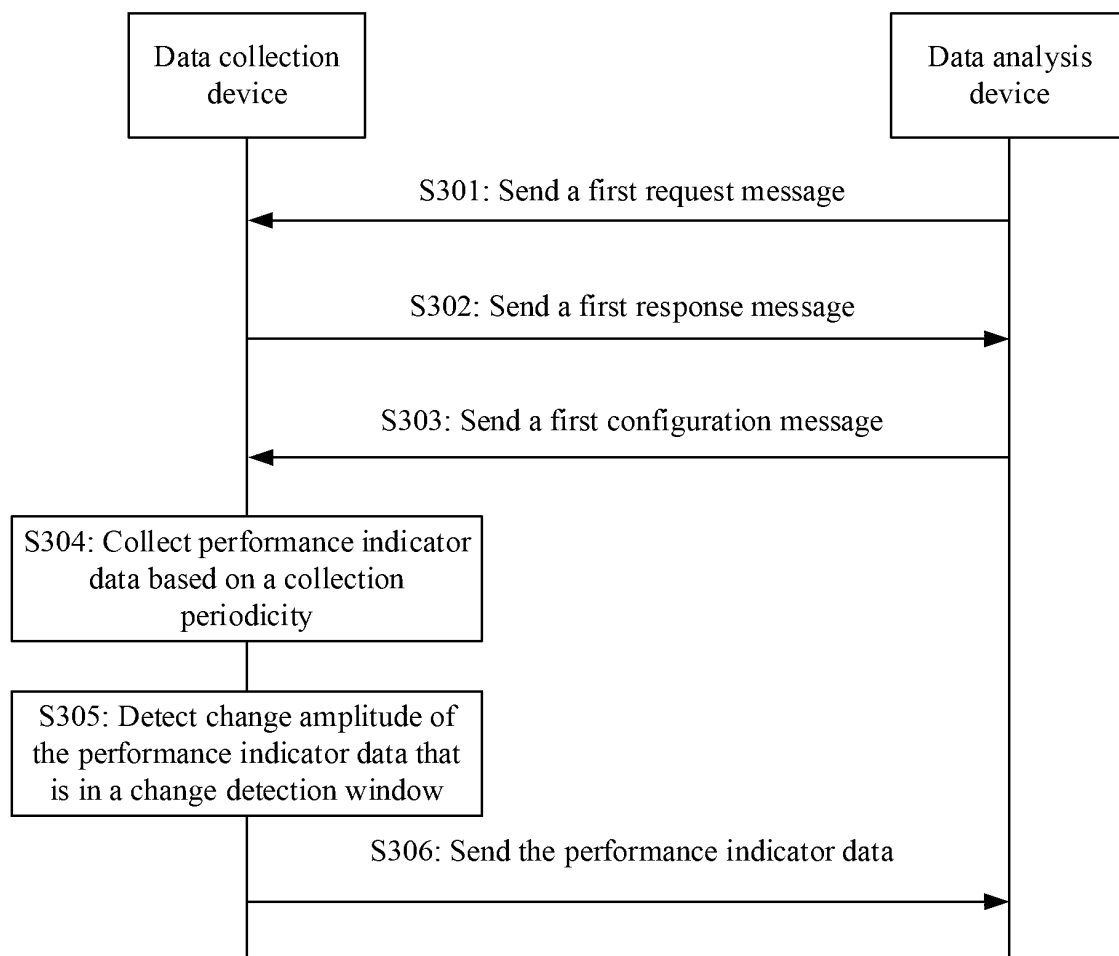 Data collection
device
Data analysis
device
S301: Send a first request message
S302: Send a first response message
S303: Send a first configuration message
S304: Collect performance indicator
data based on a collection
periodicity
S305: Detect change amplitude of
the performance indicator data that
is in a change detection window
S306: Send the performance indicator data